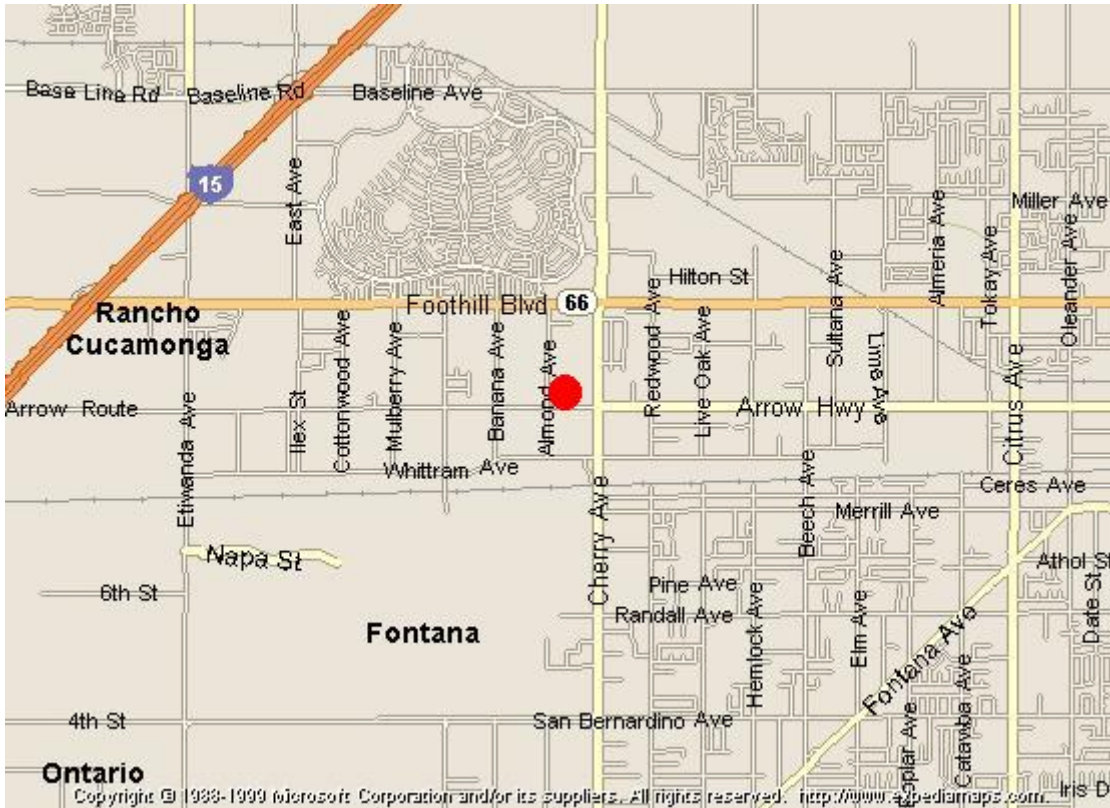 Base Line Rd
Baseline Rd
Baseline Ave
15
East Ave
Miller Ave
Almeria Ave
Tokay Ave
Oleander Ave
Hilton St
Sultana Ave
Foothill Blvd
66
Rancho
Cucamonga
Redwood Ave
Live Oak Ave
Lime Ave
Cottonwood Ave
Mulberry Ave
Banana Ave
Almond Ave
Ilex St
Citrus Ave
Arrow Route
Arrow Hwy
Etiwanda Ave
Whittram Ave
Beech Ave
Ceres Ave
Merrill Ave
Cherry Ave
Napa St
Athol St
6th St
Pine Ave
Randall Ave
Hemlock Ave
Elm Ave
Date St
Fontana
Fontana Ave
4th St
San Bernardino Ave
oplar Ave
Catawba Ave
Ontario
Iris D
Copyright © 1988-1999 Microsoft Corporation and/or its suppliers. All rights reserved. http://www.expediamaps.com